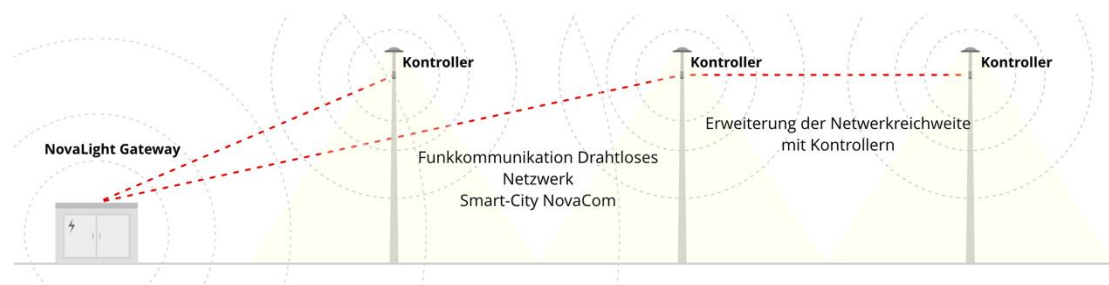 Kontroller
Kontroller
Kontroller
NovaLight Gateway
Funkkommunikation Drahtloses
Netzwerk
Smart-City NovaCom
Erweiterung der Netwerkreichweite
mit Kontrollern